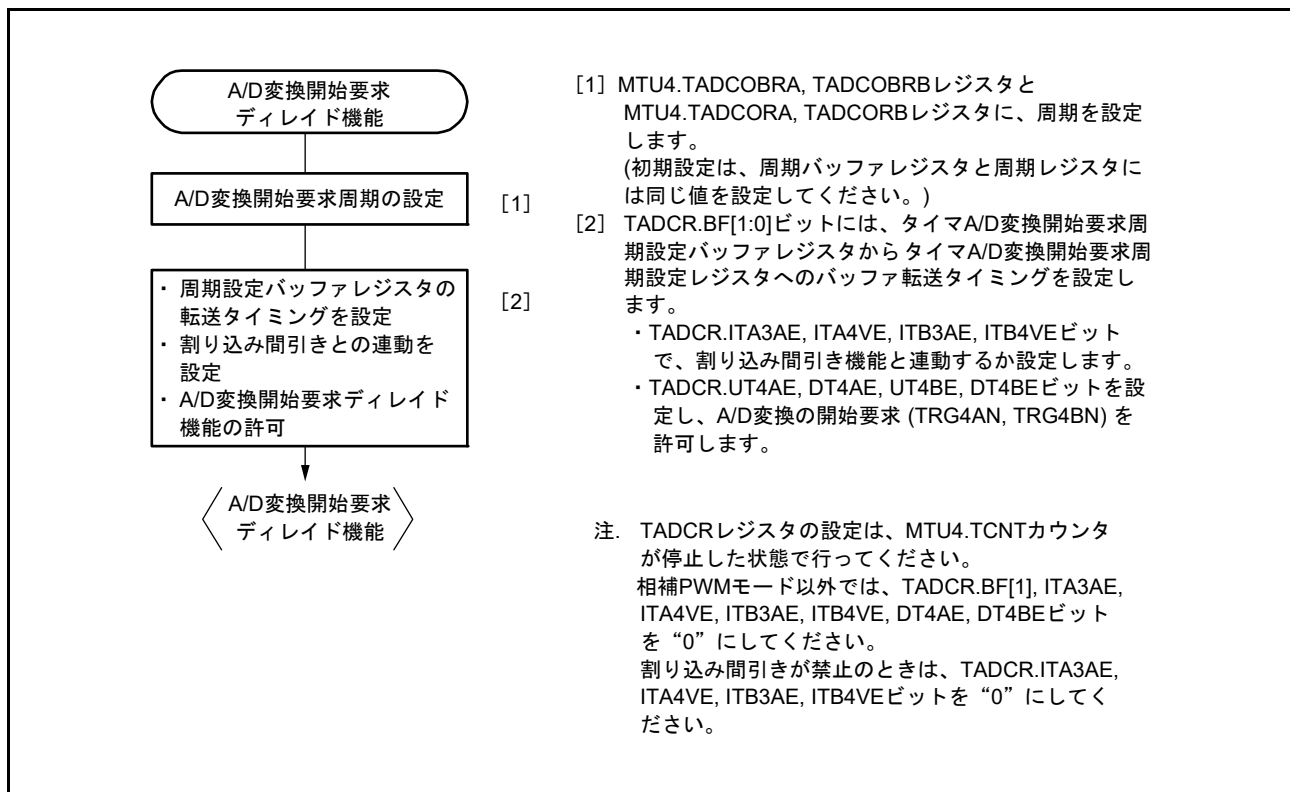 A/D変換開始要求
ディレイド機能
A/D変換開始要求周期の設定
[1]
・ 周期設定バッファレジスタの
転送タイミングを設定
・ 割り込み間引きとの連動を
設定
・ A/D変換開始要求ディレイド
機能の許可
[2]
A/D変換開始要求
ディレイド機能
[1] MTU4.TADCOBRA, TADCOBRBレジスタと
MTU4.TADCORA, TADCORBレジスタに、周期を設定
します。
(初期設定は、周期バッファレジスタと周期レジスタに
は同じ値を設定してください。)
[2] TADCR.BF[1:0]ビットには、タイマA/D変換開始要求周
期設定バッファレジスタから タイマA/D変換開始要求周
期設定レジスタへのバッファ転送タイミングを設定し
ます。
・TADCR.ITA3AE, ITA4VE, ITB3AE, ITB4VEビット
で、割り込み間引き機能と連動するか設定します。
・TADCR.UT4AE, DT4AE, UT4BE, DT4BEビットを設
定し、A/D変換の開始要求 (TRG4AN, TRG4BN) を
許可します。
注. TADCRレジスタの設定は、MTU4.TCNTカウンタ
が停止した状態で行ってください。
相補PWMモード以外では、TADCR.BF[1], ITA3AE,
ITA4VE, ITB3AE, ITB4VE, DT4AE, DT4BEビット
を“0”にしてください。
割り込み間引きが禁止のときは、TADCR.ITA3AE,
ITA4VE, ITB3AE, ITB4VEビットを“0”にしてく
ださい。